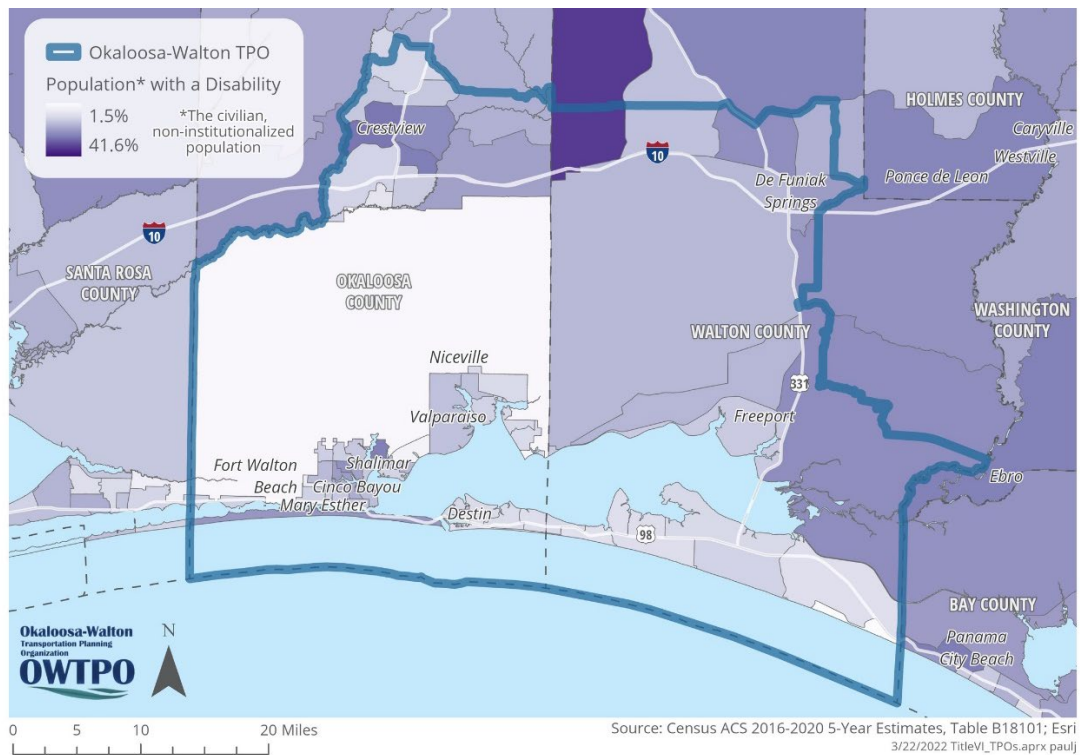 Okaloosa-Walton TPO
Population* with a Disability
1.5%
41.6%
*The civilian,
non-institutionalized
population
Crestview
HOLMES COUNTY
Caryville
Westville
10
De Funiak
Springs
Ponce de Leon
10
SANTA ROSA
COUNTY
OKALOOSA
COUNTY
WALTON COUNTY
WASHINGTON
COUNTY
Niceville
331
Valparaiso
Freeport
Fort Walton
Beach
Shalimar
Cinco Bayou
Mary Esther
Ebro
Destin
98
BAY COUNTY
Panama
City Beach
Okaloosa-Walton
Transportation Planning
Organization
OWTPO
N
0 5 10 20 Miles
Source: Census ACS 2016-2020 5-Year Estimates, Table B18101; Esri
3/22/2022 TitleVI_TPOs.aprx paulj